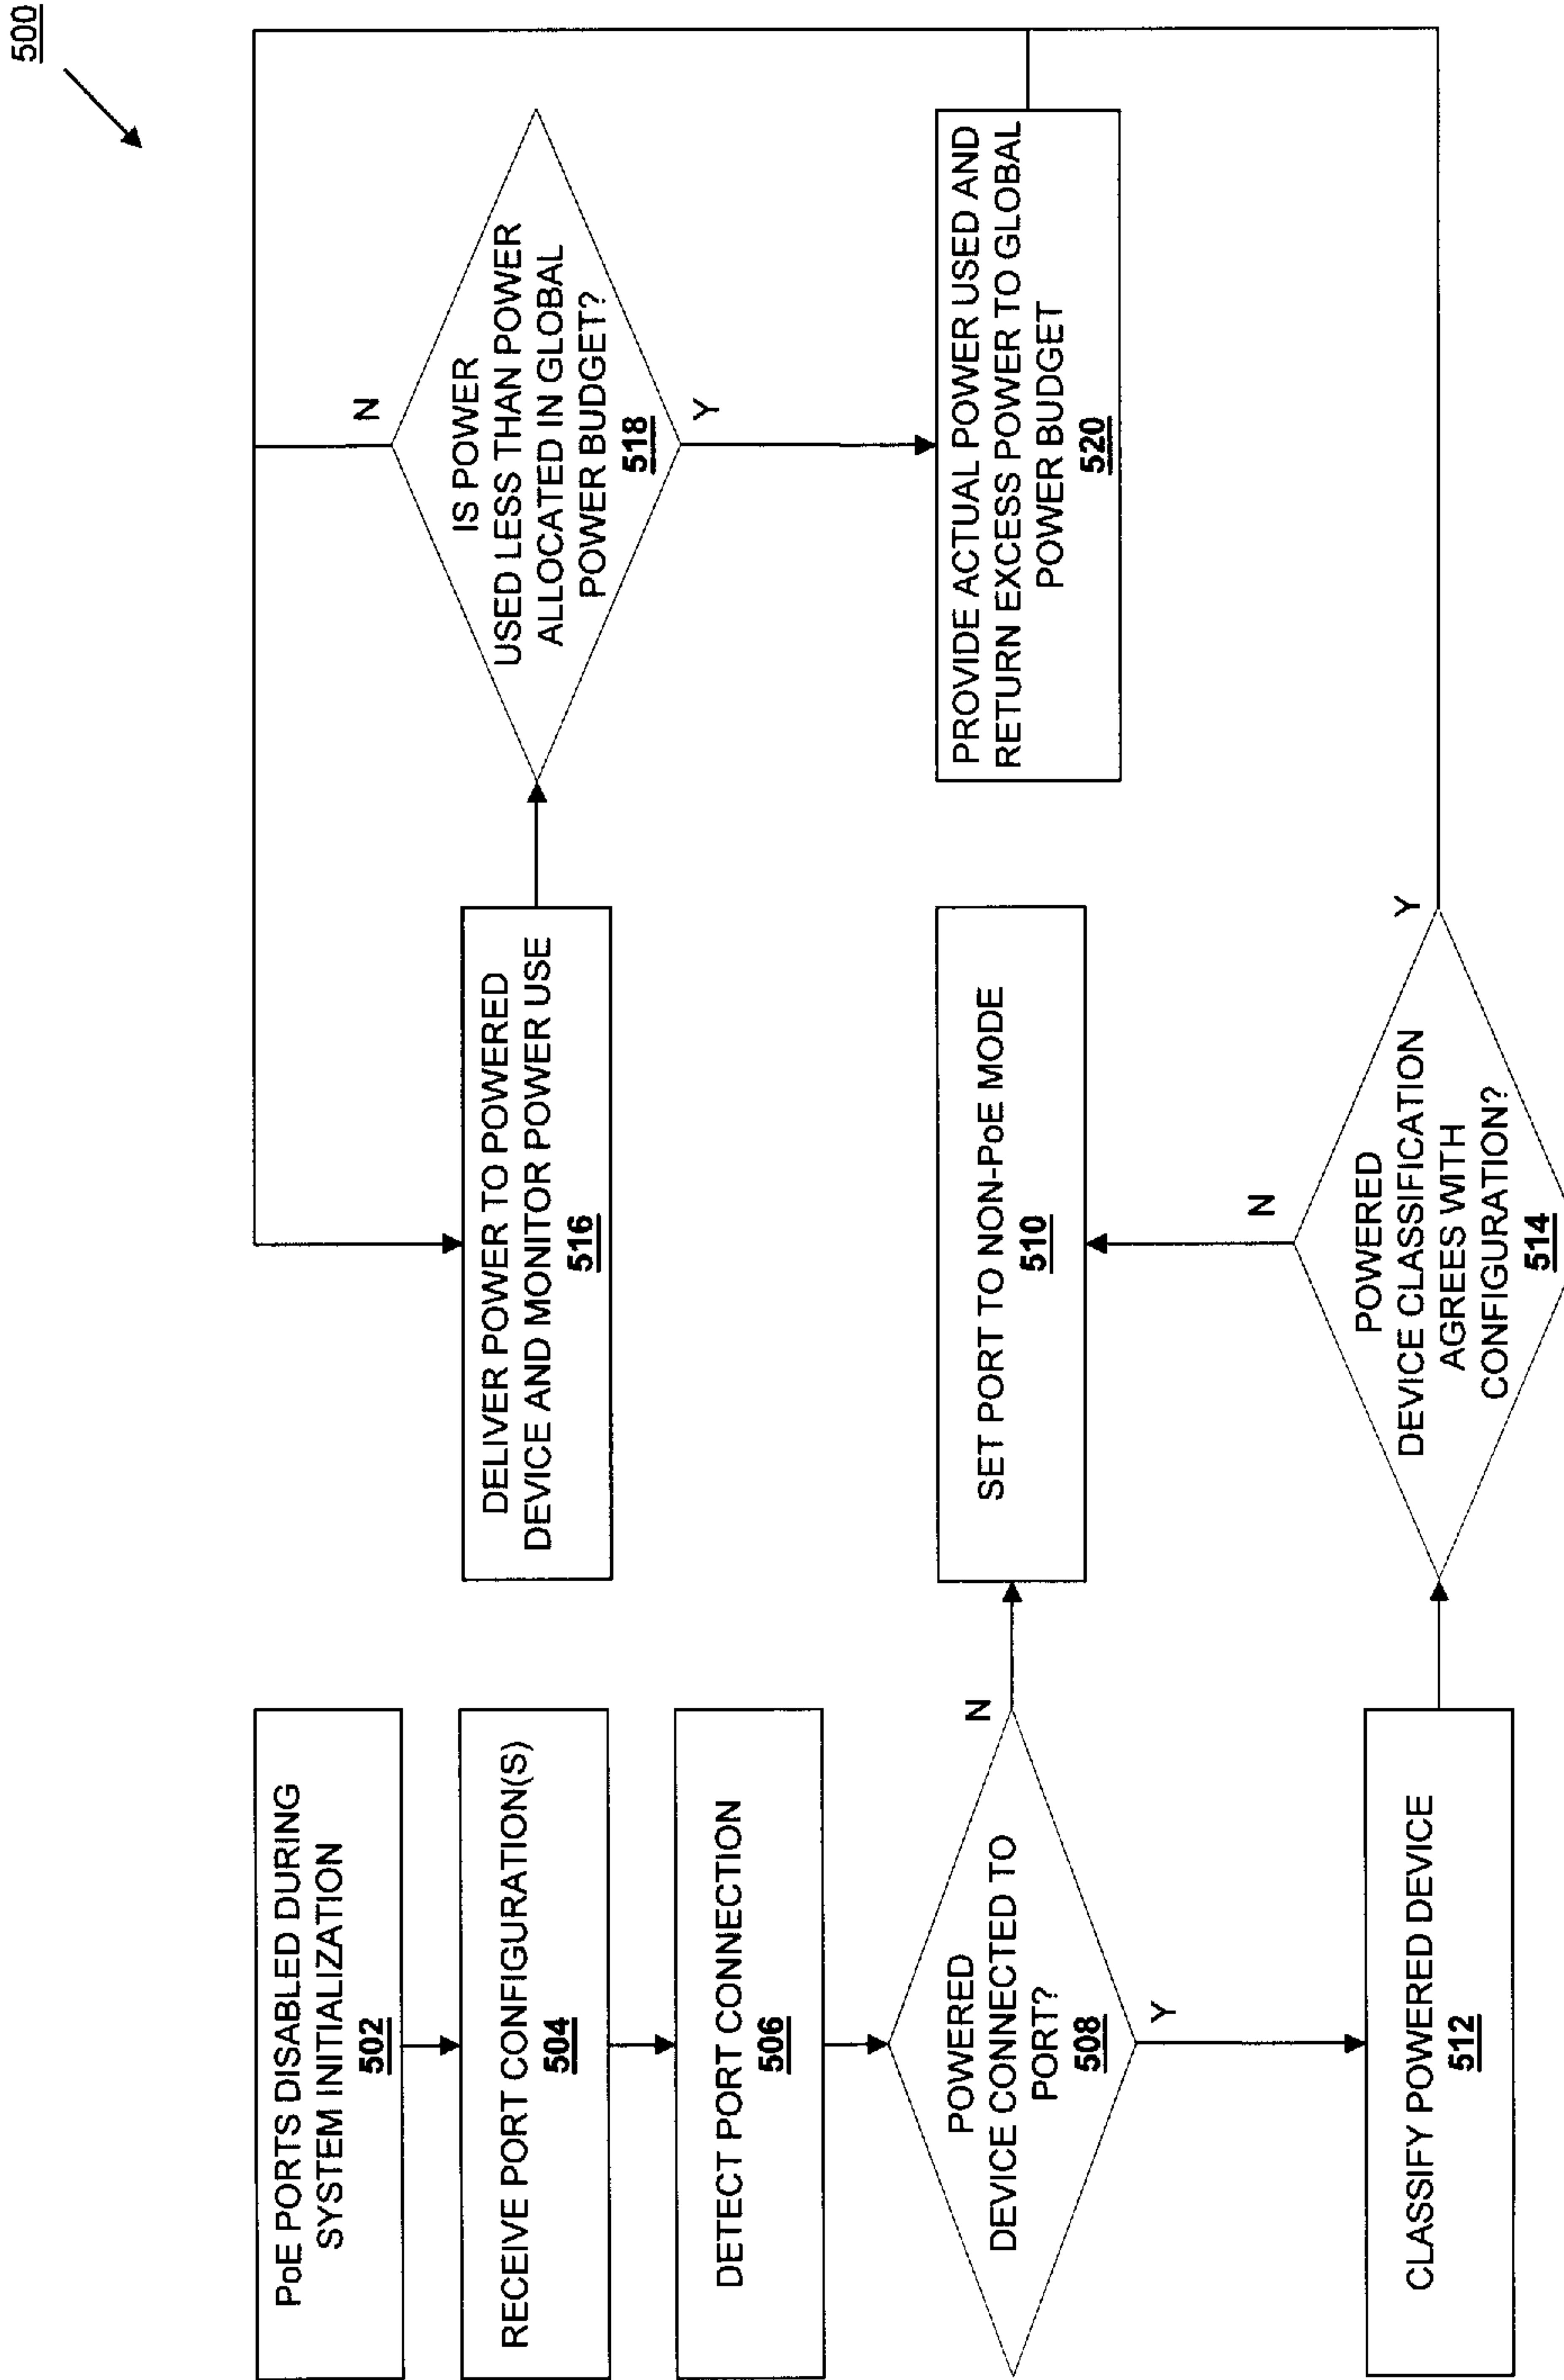 500
PoE PORTS DISABLED DURING
SYSTEM INITIALIZATION
502
RECEIVE PORT CONFIGURATION(S)
504
DETECT PORT CONNECTION
506
POWERED
DEVICE CONNECTED TO
PORT?
508
N
Y
CLASSIFY POWERED DEVICE
512
DELIVER POWER TO POWERED
DEVICE AND MONITOR POWER USE
516
SET PORT TO NON-PoE MODE
510
N
POWERED
DEVICE CLASSIFICATION
AGREES WITH
CONFIGURATION?
514
Y
N
IS POWER
USED LESS THAN POWER
ALLOCATED IN GLOBAL
POWER BUDGET?
518
Y
PROVIDE ACTUAL POWER USED AND
RETURN EXCESS POWER TO GLOBAL
POWER BUDGET
520